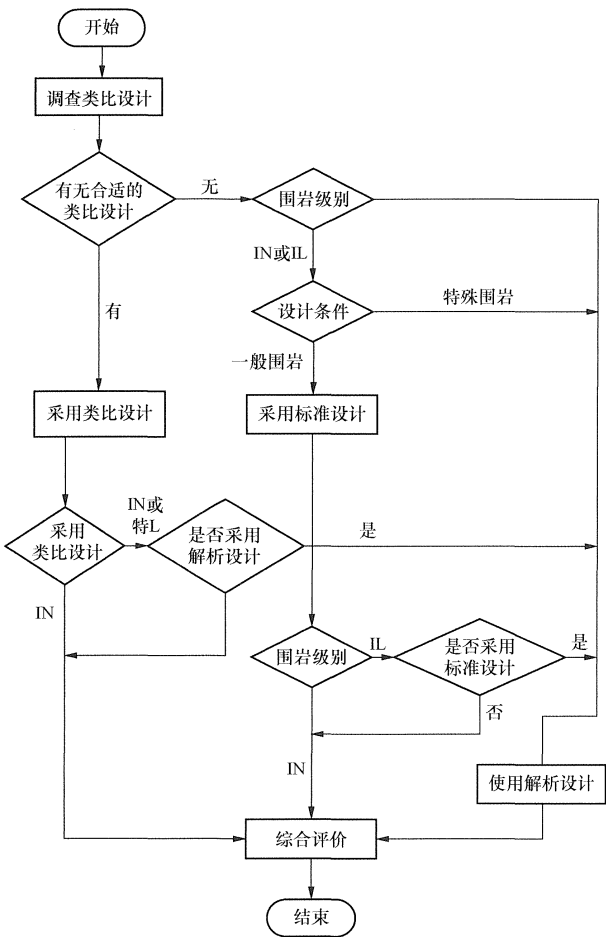 开始
调查类比设计
有无合适的
类比设计
无
围岩级别
IN或IL
有
设计条件
特殊围岩
一般围岩
采用类比设计
采用标准设计
采用
类比设计
IN或
特L
是否采用
解析设计
是
IN
围岩级别
IL
是否采用
标准设计
是
否
IN
使用解析设计
综合评价
结束